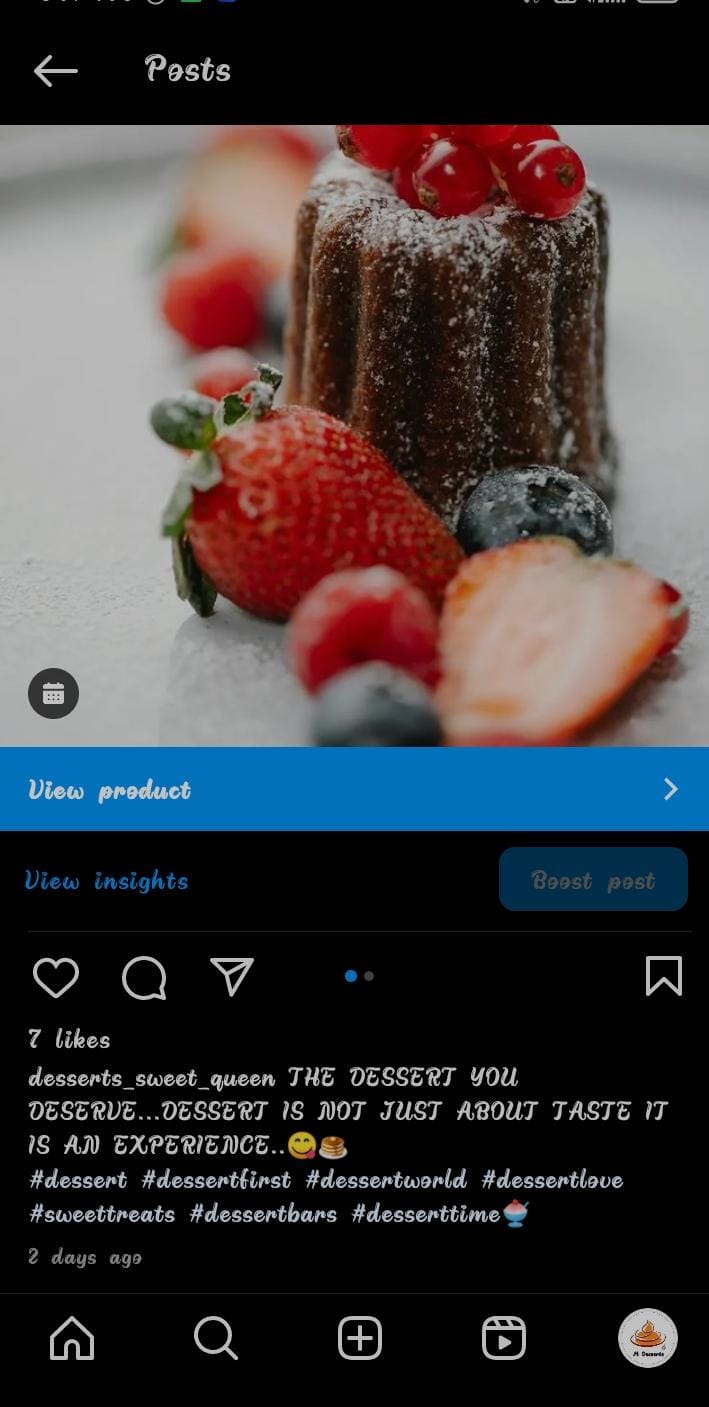 Posts
View product
View insights
Boost post
7 likes
desserts_sweet_queen THE DESSERT YOU
DESERVE...DESSERT IS NOT JUST ABOUT TASTE IT
IS AN EXPERIENCE..😋🥞
#dessert #dessertfirst #dessertworld #dessertlove
#sweettreats #dessertbars #desserttime🍧
2 days ago